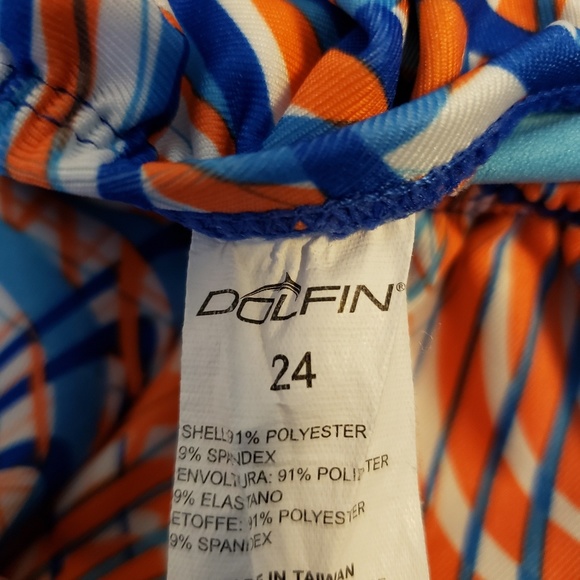 DOLFIN®
24
SHELL: 91% POLYESTER
9% SPANDEX
ENVOLTURA: 91% POLIESTER
9% ELASTANO
ETOFFE: 91% POLYESTER
9% SPANDEX
IN TAIWAN